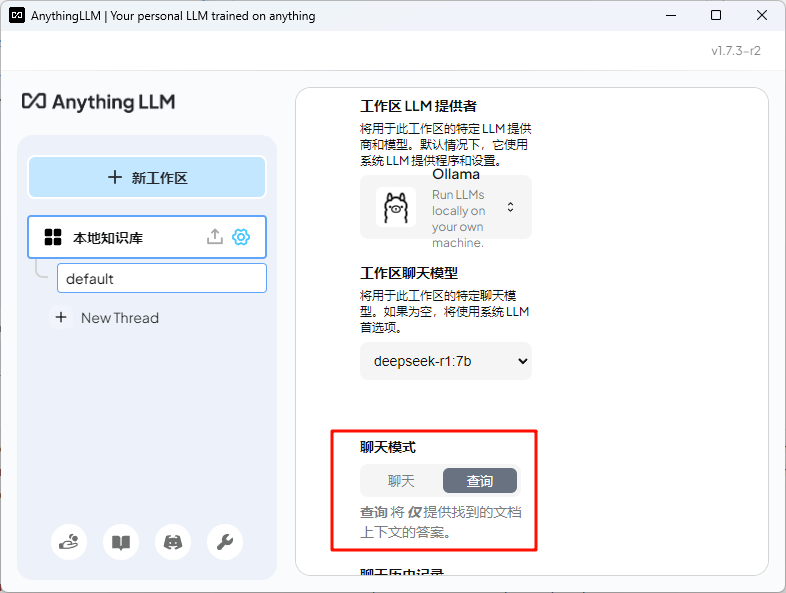 AnythingLLM | Your personal LLM trained on anything
v1.7.3-r2
Anything LLM
新工作区
本地知识库
default
New Thread
工作区 LLM 提供者
将用于此工作区的特定 LLM 提供
商和模型。默认情况下，它使用
系统 LLM 提供程序和设置。
Ollama
Run LLMs
locally on
your own
machine.
工作区聊天模型
将用于此工作区的特定聊天模
型。如果为空，将使用系统 LLM
首选项。
deepseek-r1:7b
聊天模式
聊天 查询
查询 将 仅 提供找到的文档
上下文的答案。
聊天历史记录